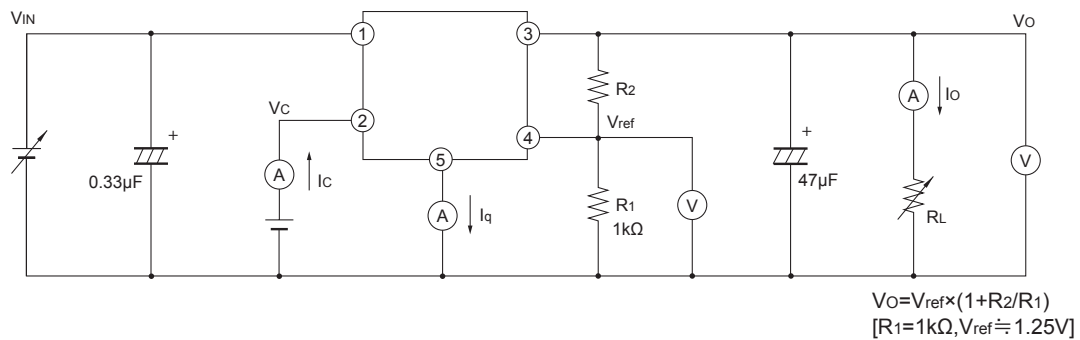 VIN
1
3
VO
2
VC
4
5
R2
Vref
+
0.33μF
A
IC
A
Iq
R1
1kΩ
V
+
47μF
A
IO
RL
V
VO=Vref×(1+R2/R1)
[R1=1kΩ,Vref≒1.25V]